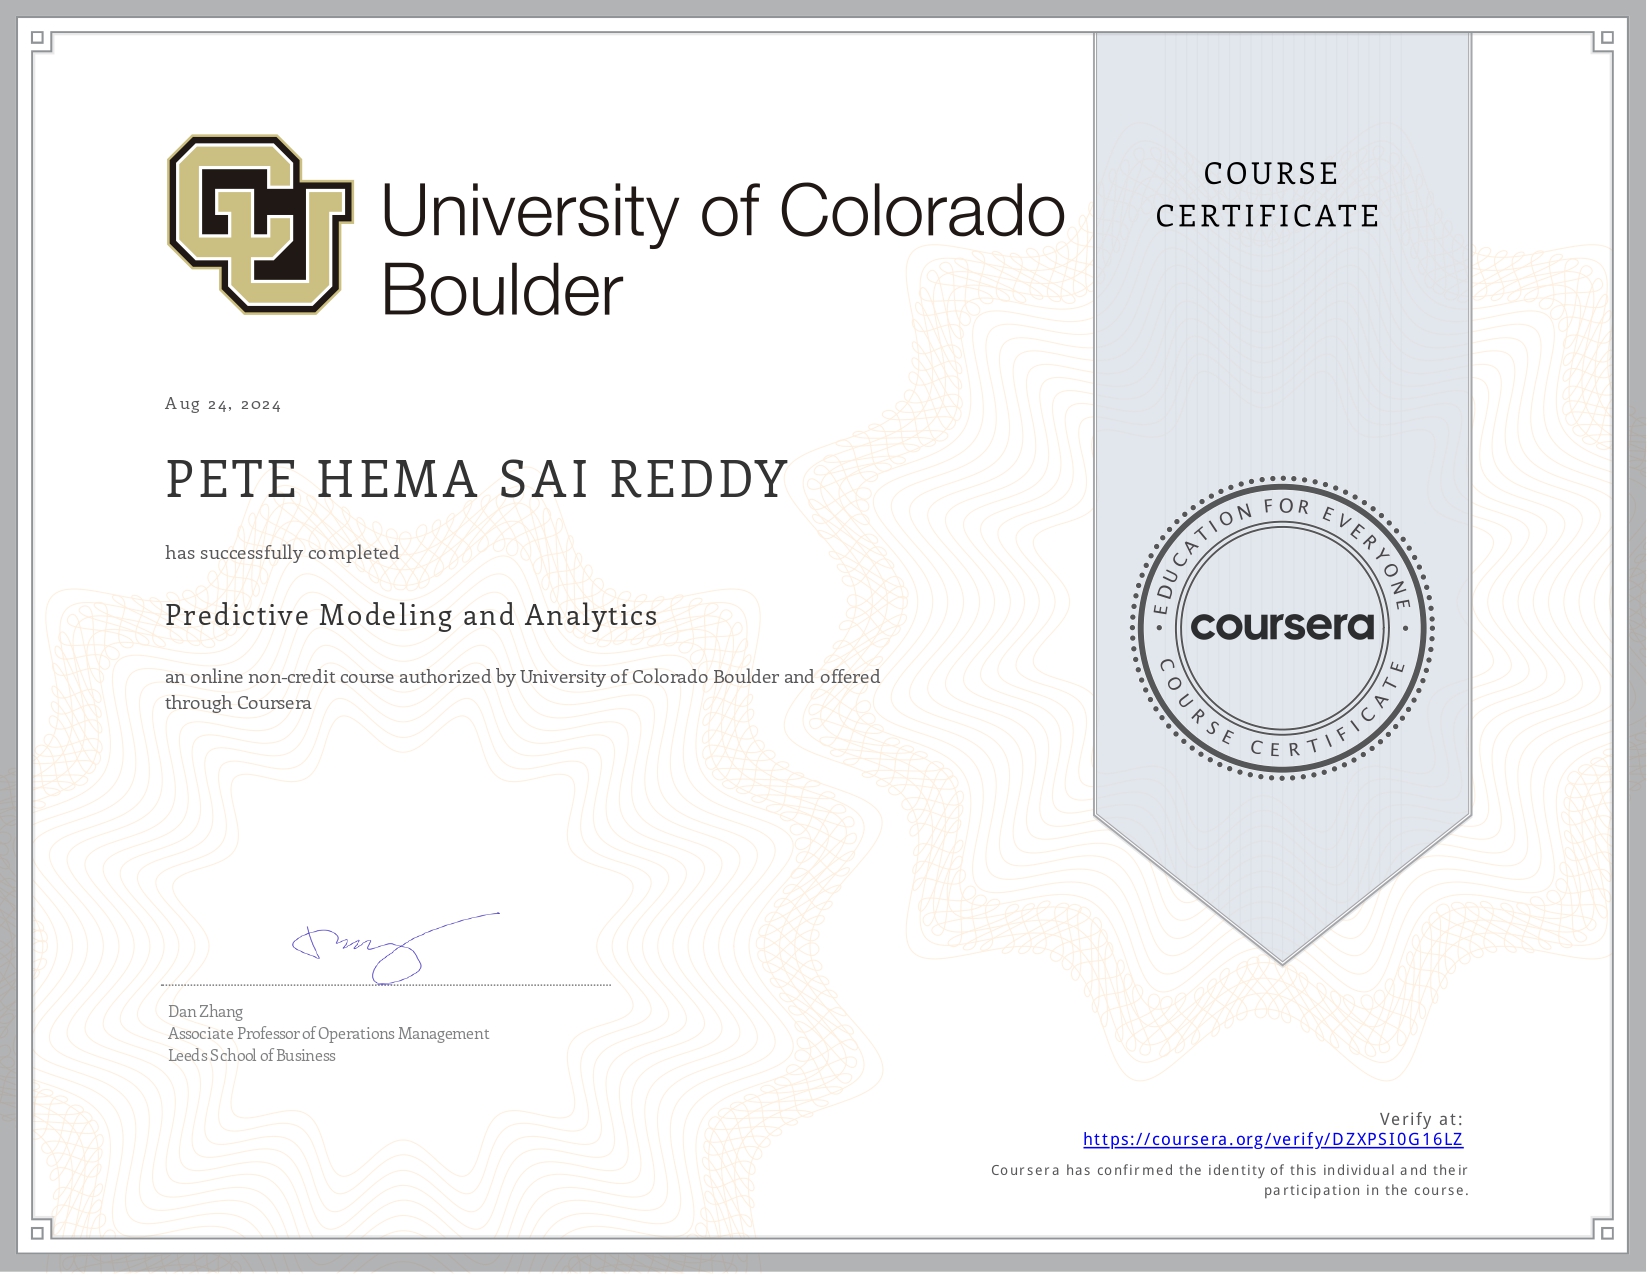 University of Colorado
Boulder
COURSE
CERTIFICATE
Aug 24, 2024
PETE HEMA SAI REDDY
has successfully completed
Predictive Modeling and Analytics
an online non-credit course authorized by University of Colorado Boulder and offered
through Coursera
EDUCATION FOR EVERYONE
coursera
COURSE CERTIFICATE
Dan Zhang
Associate Professor of Operations Management
Leeds School of Business
Verify at:
https://coursera.org/verify/DZXPSI0G16LZ
Coursera has confirmed the identity of this individual and their
participation in the course.